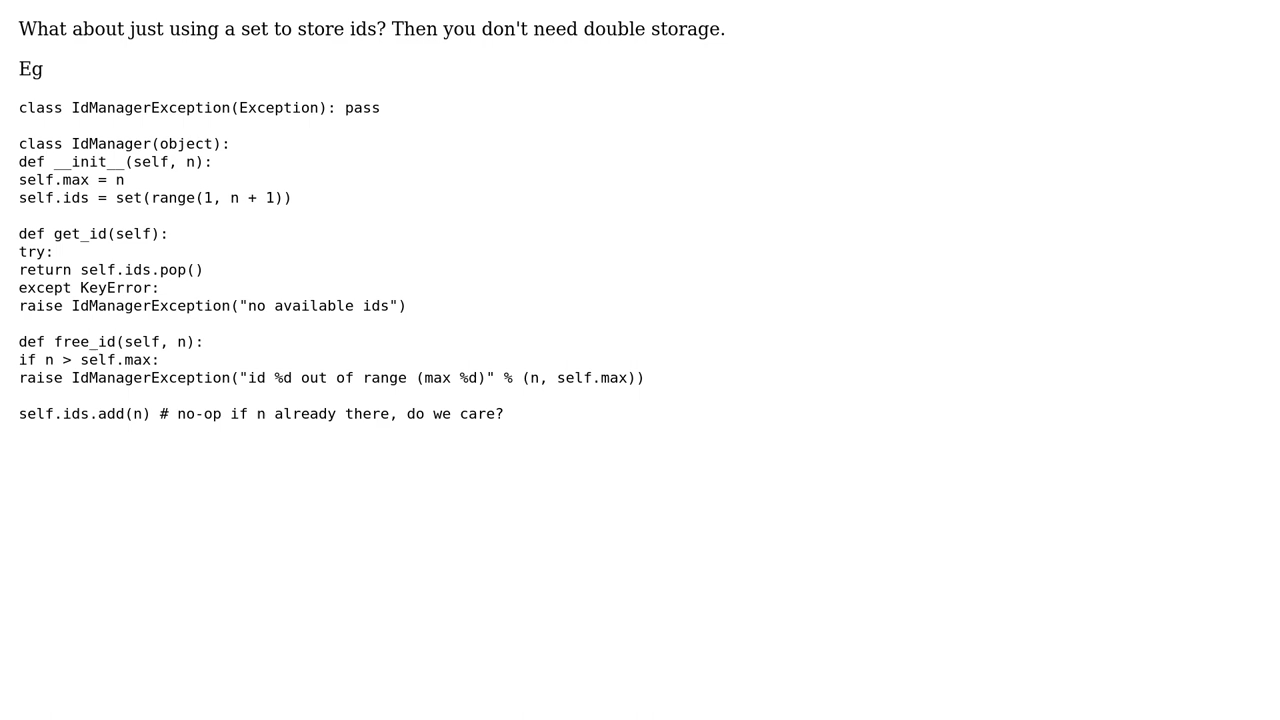 What about just using a set to store ids? Then you don't need double storage.
Eg
class IdManagerException(Exception): pass
class IdManager(object):
def __init__(self, n):
self.max = n
self.ids = set(range(1, n + 1))
def get_id(self):
try:
return self.ids.pop()
except KeyError:
raise IdManagerException("no available ids")
def free_id(self, n):
if n > self.max:
raise IdManagerException("id %d out of range (max %d)" % (n, self.max))
self.ids.add(n) # no-op if n already there, do we care?